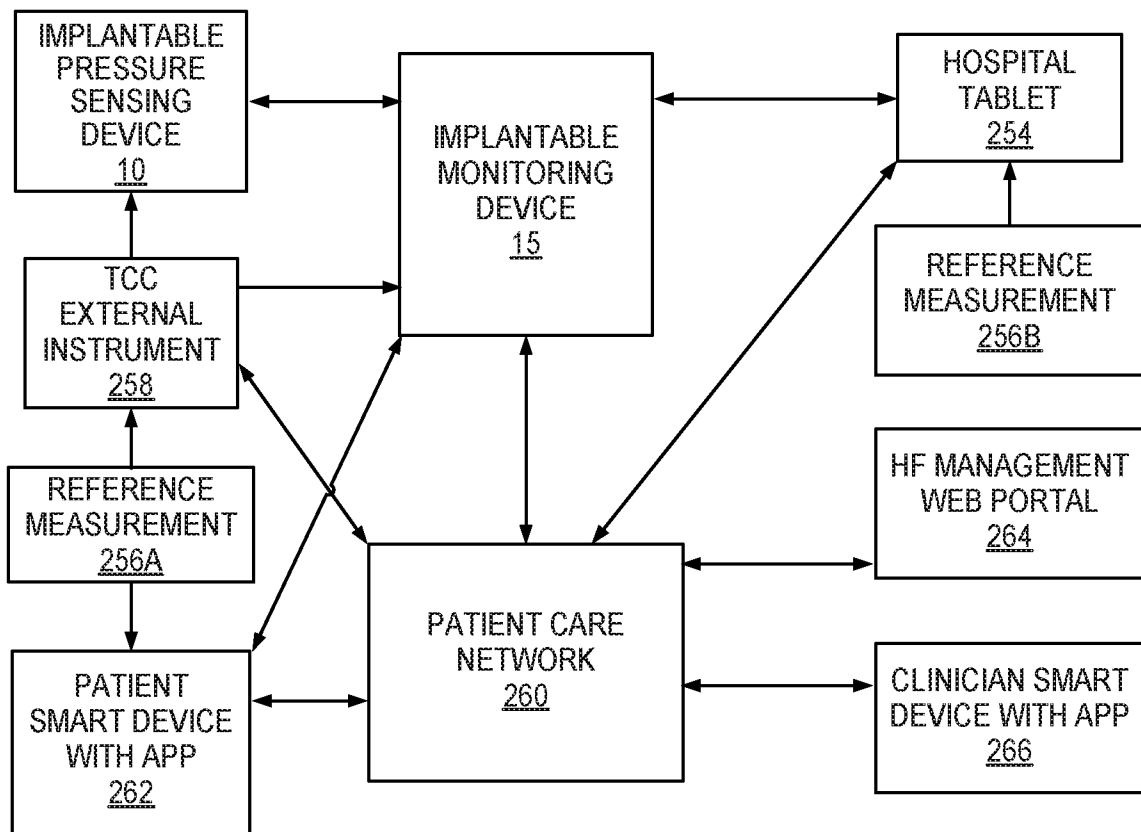 IMPLANTABLE
PRESSURE
SENSING
DEVICE
10
IMPLANTABLE
MONITORING
DEVICE
15
HOSPITAL
TABLET
254
TCC
EXTERNAL
INSTRUMENT
258
REFERENCE
MEASUREMENT
256B
REFERENCE
MEASUREMENT
256A
HF MANAGEMENT
WEB PORTAL
264
PATIENT
SMART DEVICE
WITH APP
262
PATIENT CARE
NETWORK
260
CLINICIAN SMART
DEVICE WITH APP
266